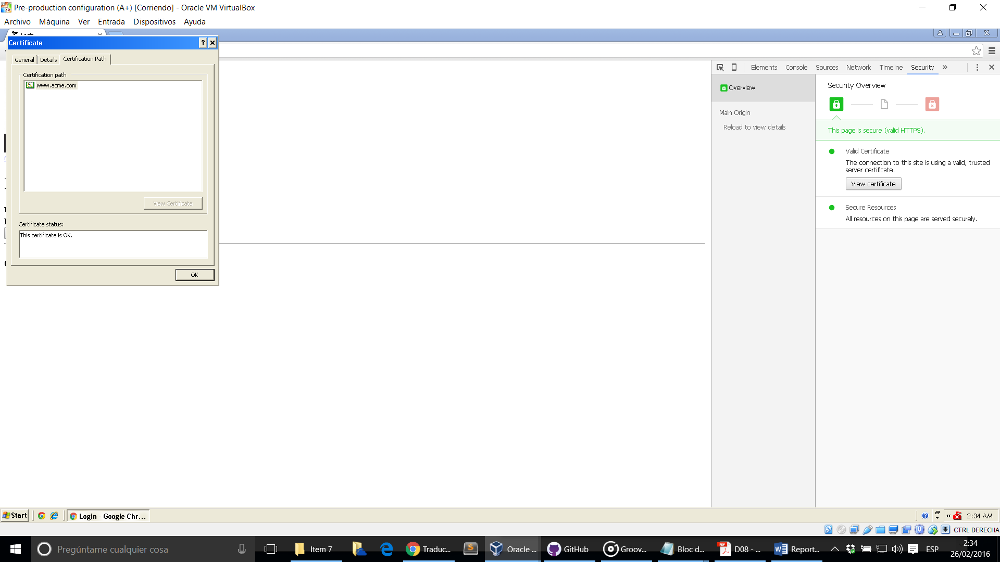 Pre-production configuration (A+) [Corriendo] - Oracle VM VirtualBox
Archivo Máquina Ver Entrada Dispositivos Ayuda
Certificate
General Details Certification Path
Certification path
www.acme.com
View Certificate
Certificate status:
This certificate is OK.
OK
Elements Console Sources Network Timeline Security »
Overview
Main Origin
Reload to view details
Security Overview
This page is secure (valid HTTPS).
Valid Certificate
The connection to this site is using a valid, trusted
server certificate.
View certificate
Secure Resources
All resources on this page are served securely.
Start
Login - Google Chr...
« 2:34 AM
CTRL DERECHA
Pregúntame cualquier cosa
Item 7
Traduc...
Oracle ...
GitHub
Groov...
Bloc d...
D08 - ...
Report...
ESP
2:34
26/02/2016